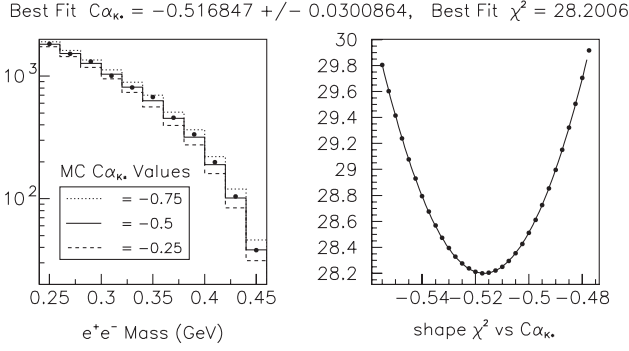 Best Fit Cα_K* = −0.516847 +/− 0.0300864, Best Fit χ² = 28.2006
10³
10²
MC Cα_K* Values
= −0.75
= −0.5
= −0.25
0.25 0.3 0.35 0.4 0.45
e⁺e⁻ Mass (GeV)
30
29.8
29.6
29.4
29.2
29
28.8
28.6
28.4
28.2
−0.54 −0.52 −0.5 −0.48
shape χ² vs Cα_K*